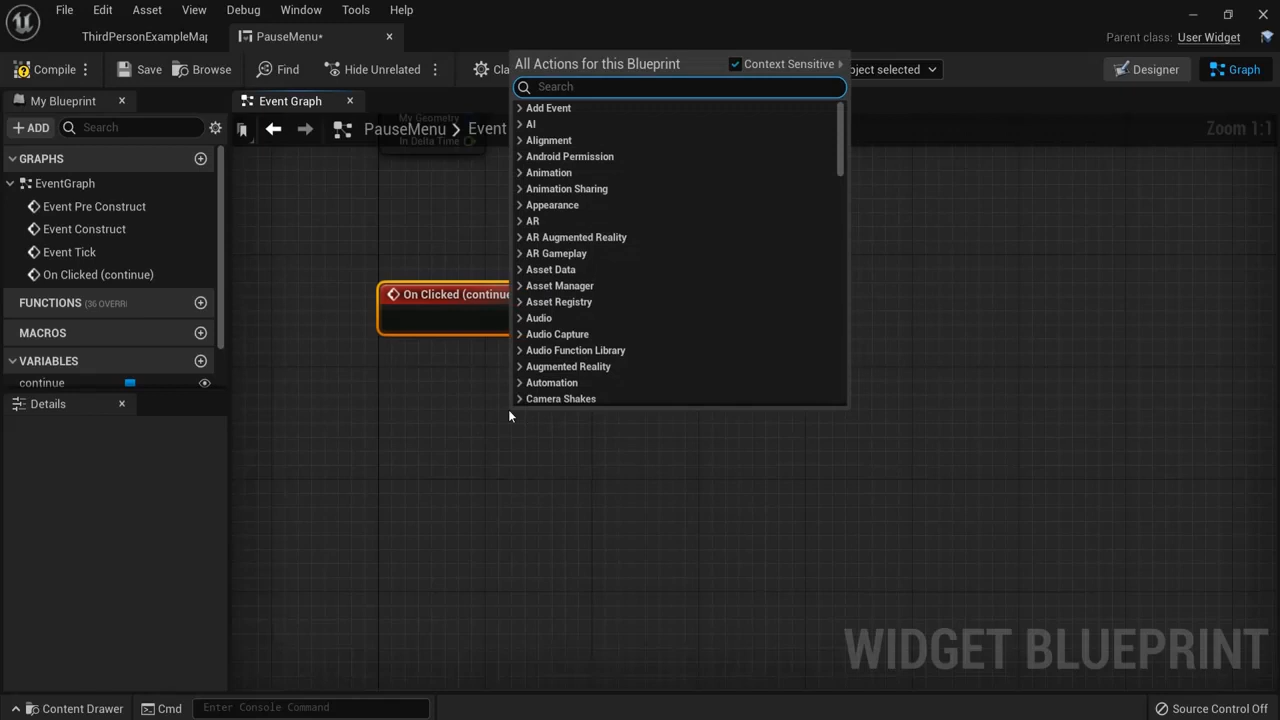 File Edit Asset View Debug Window Tools Help
ThirdPersonExampleMap PauseMenu* Parent class: User Widget
Compile Save Browse Find Hide Unrelated Cla bject selected Designer Graph
All Actions for this Blueprint Context Sensitive
Search
My Blueprint Event Graph
ADD Search PauseMenu Event Zoom 1:1
My Geometry
In Delta Time
GRAPHS
EventGraph
Event Pre Construct
Event Construct
Event Tick
On Clicked (continue)
FUNCTIONS (36 OVERRI
MACROS
VARIABLES
continue
Details
On Clicked (continue
Add Event
AI
Alignment
Android Permission
Animation
Animation Sharing
Appearance
AR
AR Augmented Reality
AR Gameplay
Asset Data
Asset Manager
Asset Registry
Audio
Audio Capture
Audio Function Library
Augmented Reality
Automation
Camera Shakes
WIDGET BLUEPRINT
Content Drawer Cmd Enter Console Command Source Control Off